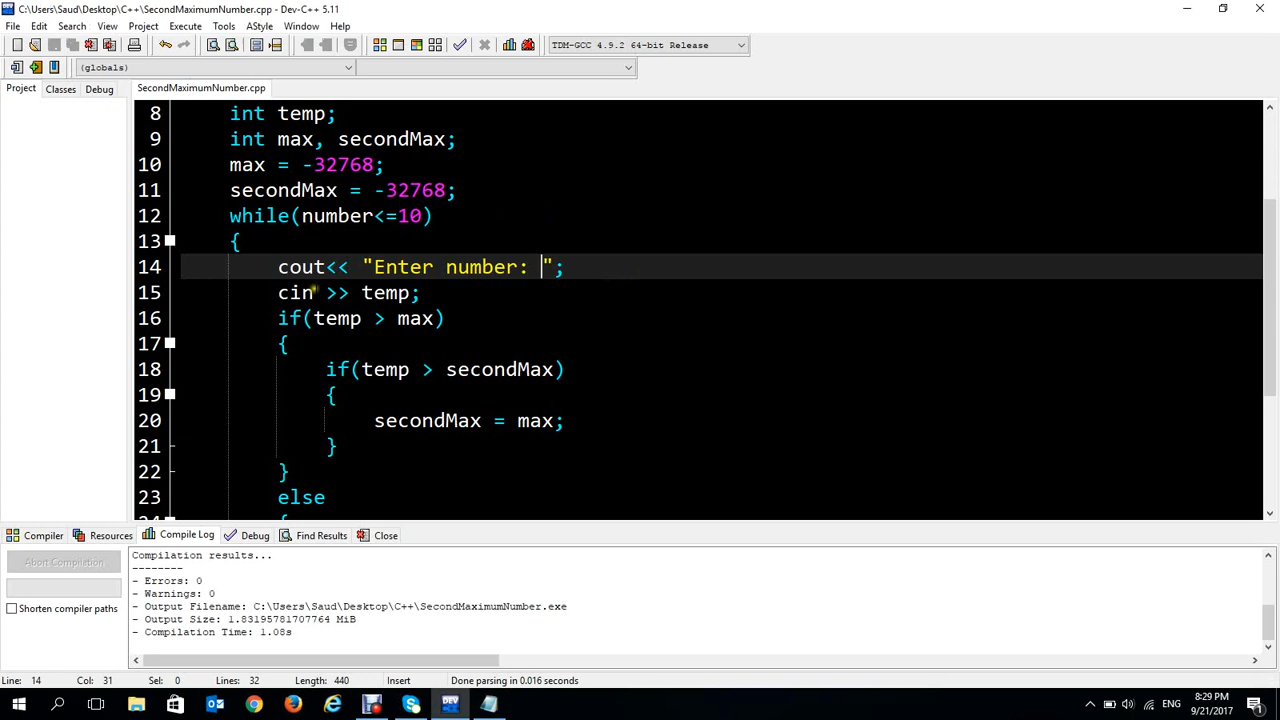 C:\Users\Saud\Desktop\C++\SecondMaximumNumber.cpp - Dev-C++ 5.11
File Edit Search View Project Execute Tools AStyle Window Help
TDM-GCC 4.9.2 64-bit Release
(globals)
Project Classes Debug SecondMaximumNumber.cpp
8 int temp;
9 int max, secondMax;
10 max = -32768;
11 secondMax = -32768;
12 while(number<=10)
13 {
14 cout<< "Enter number: ";
15 cin >> temp;
16 if(temp > max)
17 {
18 if(temp > secondMax)
19 {
20 secondMax = max;
21 }
22 }
23 else
{
Compiler Resources Compile Log Debug Find Results Close
Abort Compilation
Shorten compiler paths
Compilation results...
--------
- Errors: 0
- Warnings: 0
- Output Filename: C:\Users\Saud\Desktop\C++\SecondMaximumNumber.exe
- Output Size: 1.83195781707764 MiB
- Compilation Time: 1.08s
Line: 14 Col: 31 Sel: 0 Lines: 32 Length: 440 Insert Done parsing in 0.016 seconds
DEV
ENG
8:29 PM
9/21/2017